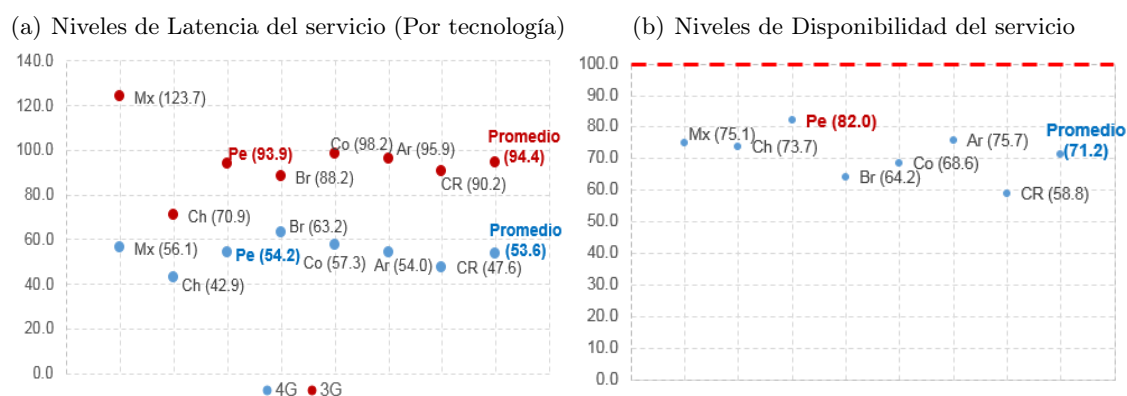 (a) Niveles de Latencia del servicio (Por tecnología)
140.0
120.0
100.0
80.0
60.0
40.0
20.0
0.0
Mx (123.7)
Ch (70.9)
Pe (93.9)
Br (88.2)
Co (98.2)
Ar (95.9)
CR (90.2)
Promedio
(94.4)
Mx (56.1)
Ch (42.9)
Pe (54.2)
Br (63.2)
Co (57.3)
Ar (54.0)
CR (47.6)
Promedio
(53.6)
4G
3G
(b) Niveles de Disponibilidad del servicio
100.0
90.0
80.0
70.0
60.0
50.0
40.0
30.0
20.0
10.0
0.0
Mx (75.1)
Ch (73.7)
Pe (82.0)
Br (64.2)
Co (68.6)
Ar (75.7)
CR (58.8)
Promedio
(71.2)